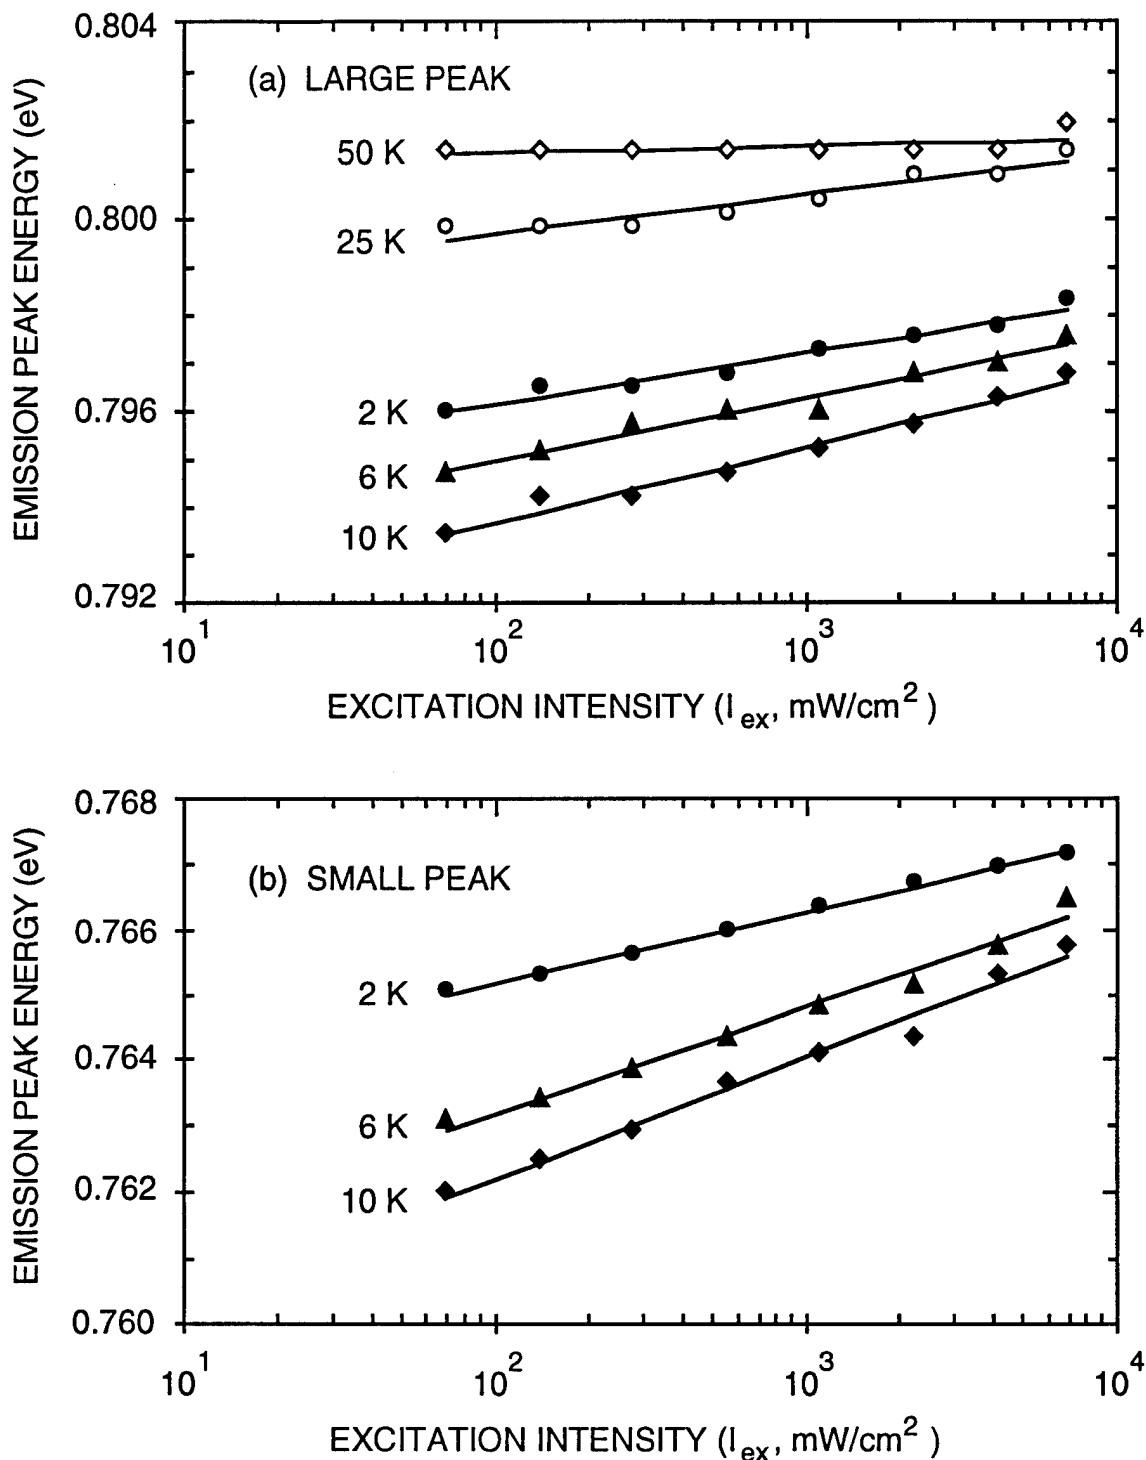 0.804
(a) LARGE PEAK
50 K
0.800
25 K
2 K
0.796
6 K
10 K
0.792
10^1 10^2 10^3 10^4
EXCITATION INTENSITY (I_ex, mW/cm^2)
EMISSION PEAK ENERGY (eV)
0.768
(b) SMALL PEAK
0.766
2 K
0.764
6 K
0.762
10 K
0.760
10^1 10^2 10^3 10^4
EXCITATION INTENSITY (I_ex, mW/cm^2)
EMISSION PEAK ENERGY (eV)